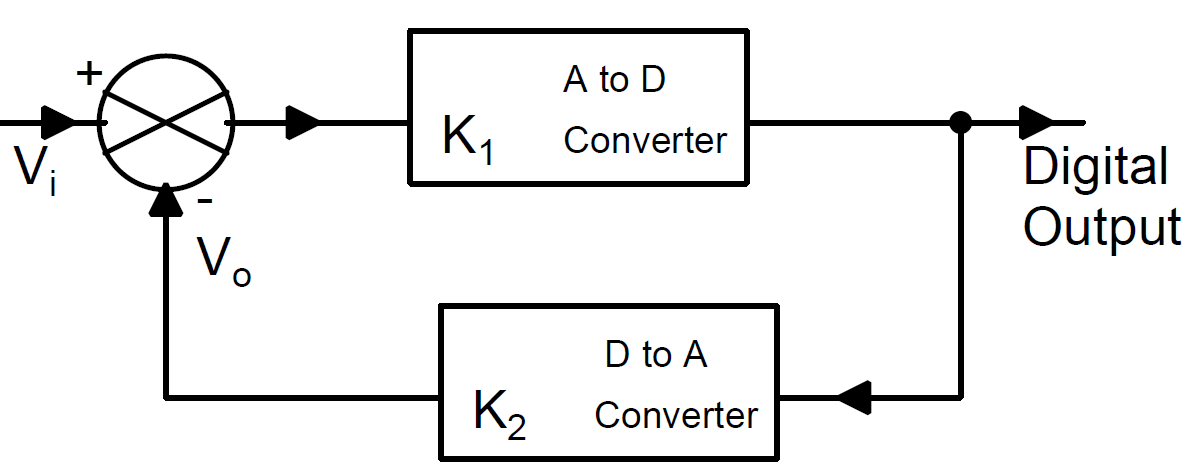 +
A to D
K1
Converter
Vi
Digital
Output
-
Vo
D to A
K2
Converter